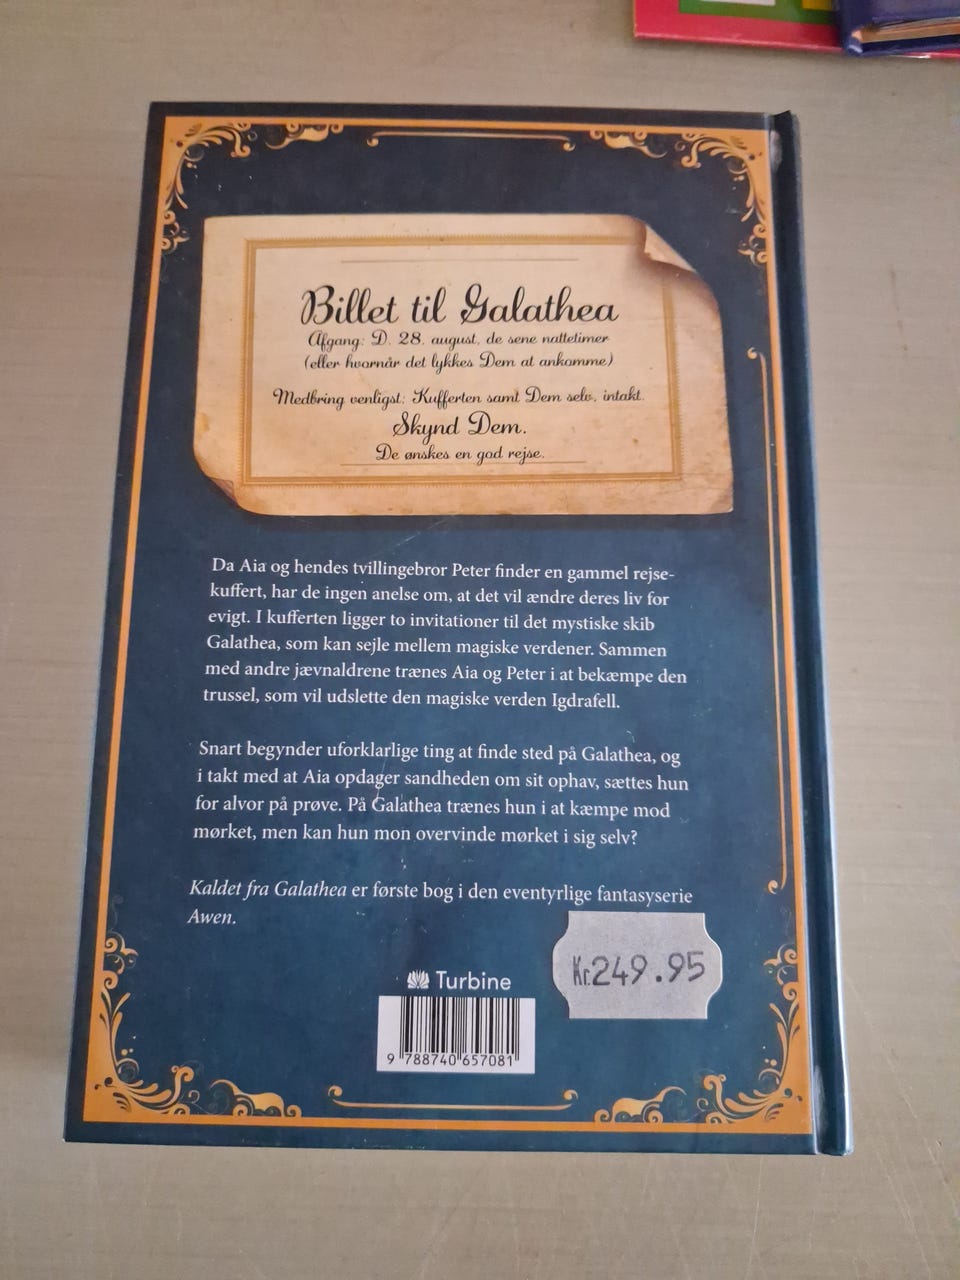 Billet til Galathea
Afgang: D. 28. august, de sene nattetimer
(eller hvornår det lykkes Dem at ankomme)
Medbring venligst: Kufferten samt Dem selv, intakt.
Skynd Dem.
De ønskes en god rejse.
Da Aia og hendes tvillingebror Peter finder en gammel rejse-
kuffert, har de ingen anelse om, at det vil ændre deres liv for
evigt. I kufferten ligger to invitationer til det mystiske skib
Galathea, som kan sejle mellem magiske verdener. Sammen
med andre jævnaldrene trænes Aia og Peter i at bekæmpe den
trussel, som vil udslette den magiske verden Igdrafell.
Snart begynder uforklarlige ting at finde sted på Galathea, og
i takt med at Aia opdager sandheden om sit ophav, sættes hun
for alvor på prøve. På Galathea trænes hun i at kæmpe mod
mørket, men kan hun mon overvinde mørket i sig selv?
Kaldet fra Galathea er første bog i den eventyrlige fantasyserie
Awen.
Kr.249.95
Turbine
9 788740 657081